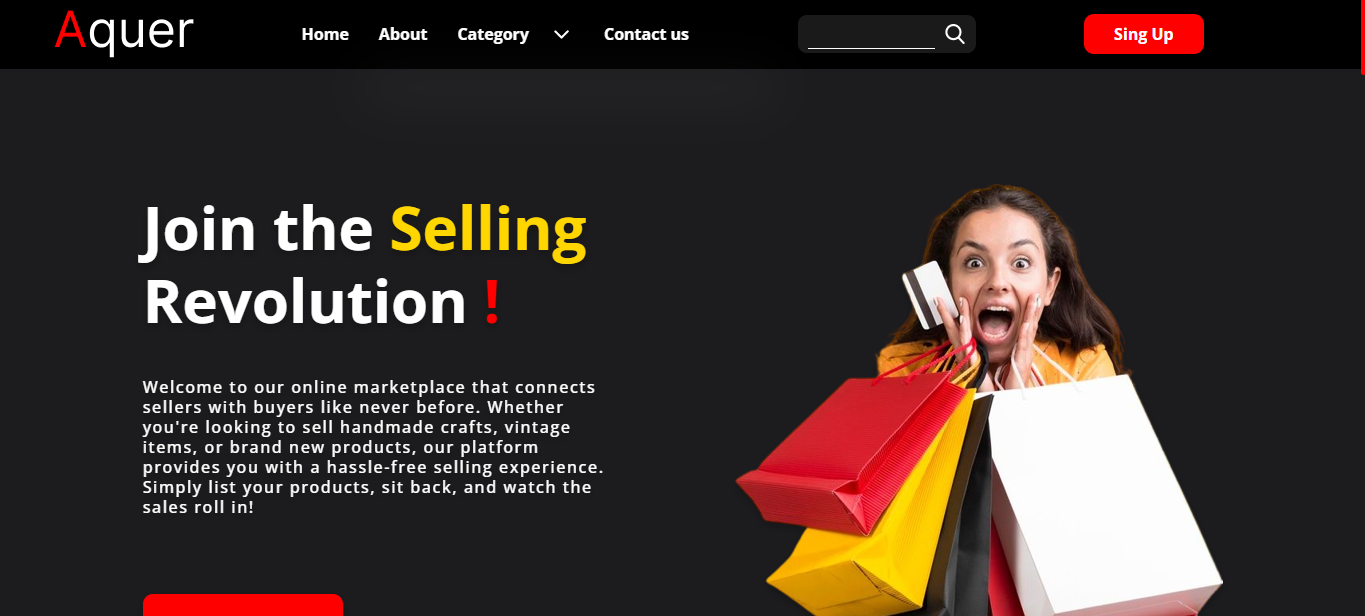 Aquer
Home About Category Contact us
Sing Up
Join the Selling
Revolution !
Welcome to our online marketplace that connects
sellers with buyers like never before. Whether
you're looking to sell handmade crafts, vintage
items, or brand new products, our platform
provides you with a hassle-free selling experience.
Simply list your products, sit back, and watch the
sales roll in!